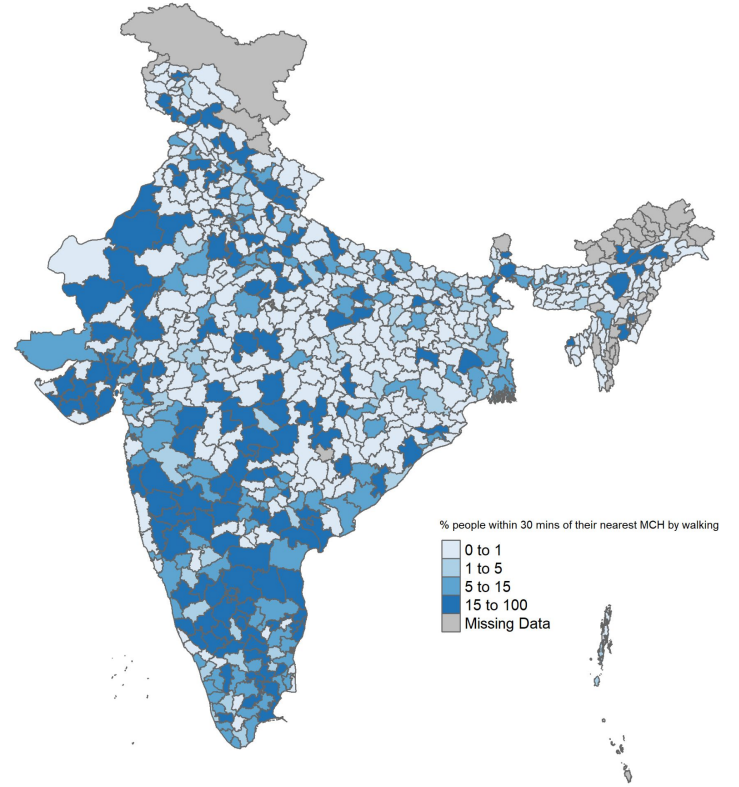 % people within 30 mins of their nearest MCH by walking
0 to 1
1 to 5
5 to 15
15 to 100
Missing Data